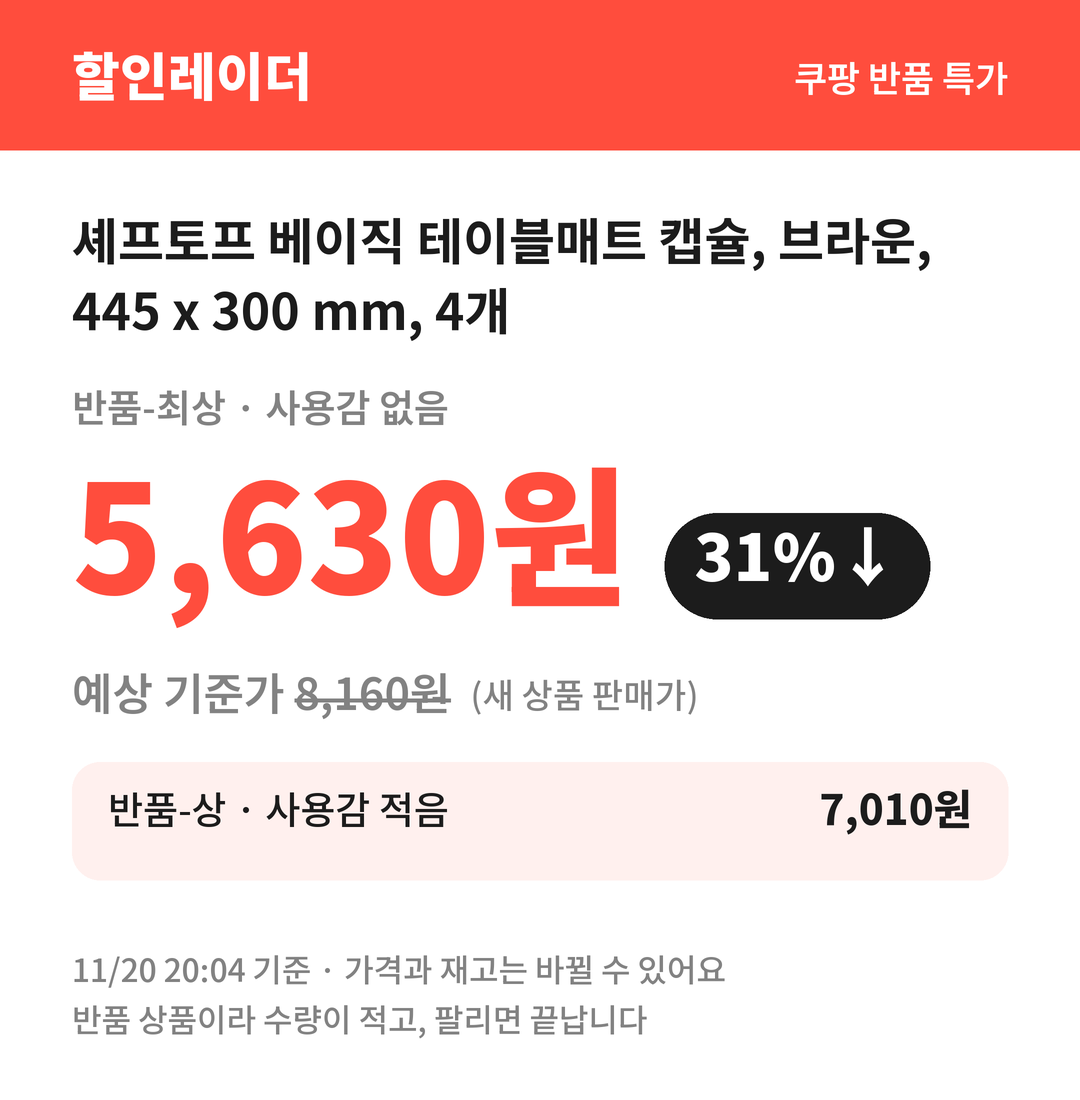 할인레이더
쿠팡 반품 특가
셰프토프 베이직 테이블매트 캡슐, 브라운,
445 x 300 mm, 4개
반품-최상 · 사용감 없음
5,630원 31%↓
예상 기준가 8,160원 (새 상품 판매가)
반품-상 · 사용감 적음 7,010원
11/20 20:04 기준 · 가격과 재고는 바뀔 수 있어요
반품 상품이라 수량이 적고, 팔리면 끝납니다